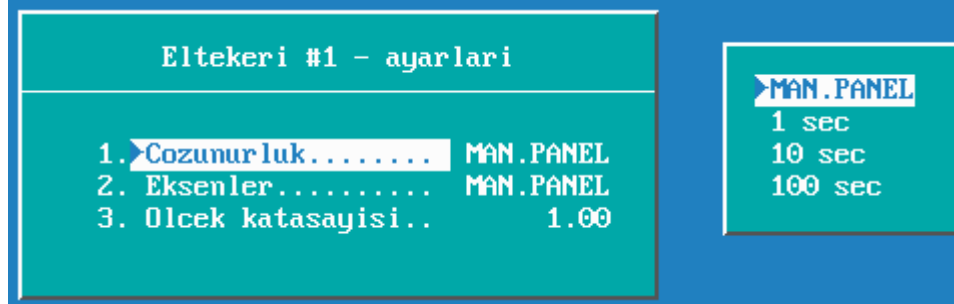 Eltekeri #1 - ayarlari
1.►Cozunurluk........ MAN.PANEL
2. Eksenler.......... MAN.PANEL
3. Olcek katasayisi.. 1.00
►MAN.PANEL
1 sec
10 sec
100 sec